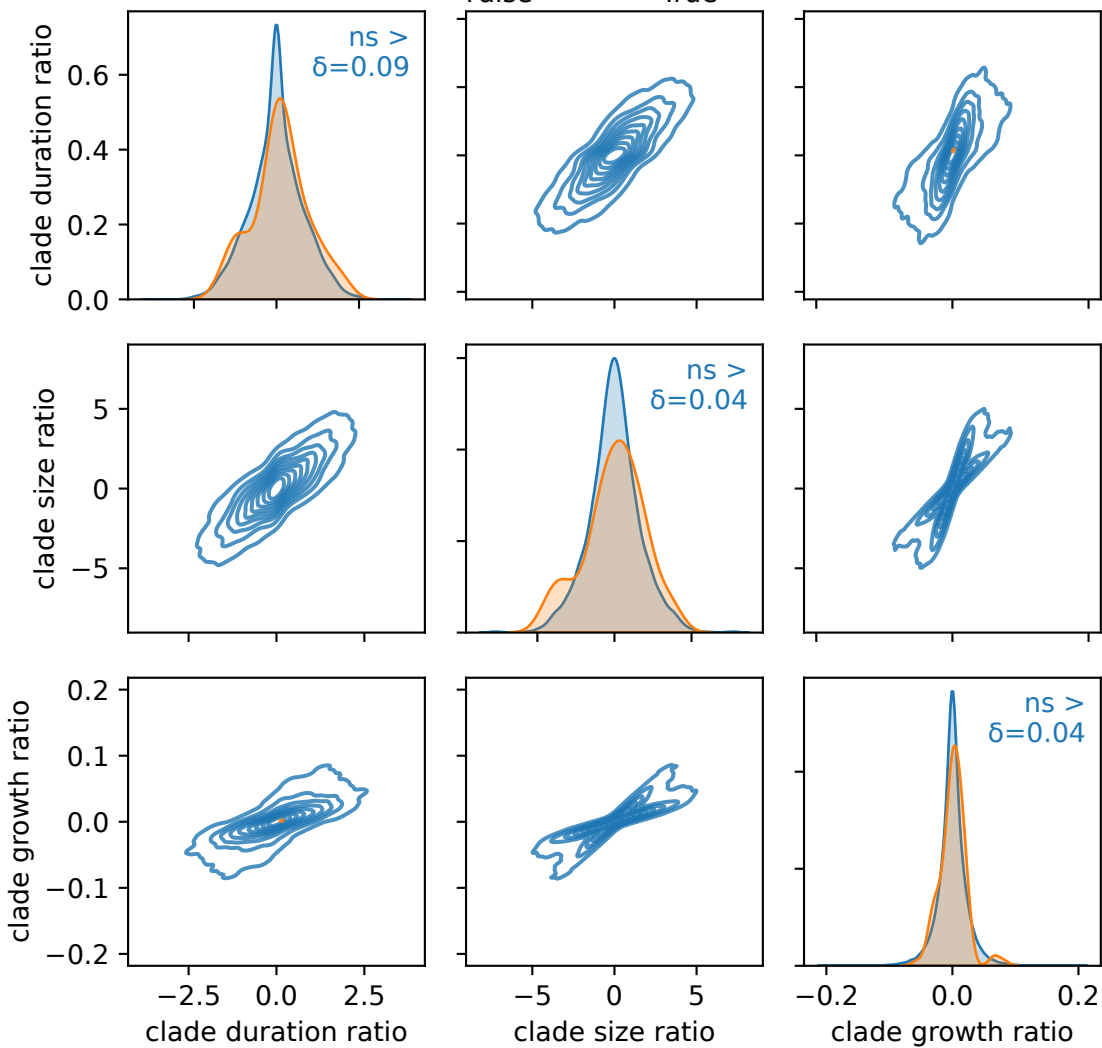 clade duration ratio
0.6
0.4
0.2
0.0
ns >
δ=0.09
clade size ratio
5
0
−5
ns >
δ=0.04
clade growth ratio
0.2
0.1
0.0
−0.1
−0.2
ns >
δ=0.04
−2.5 0.0 2.5
−5 0 5
−0.2 0.0 0.2
clade duration ratio
clade size ratio
clade growth ratio